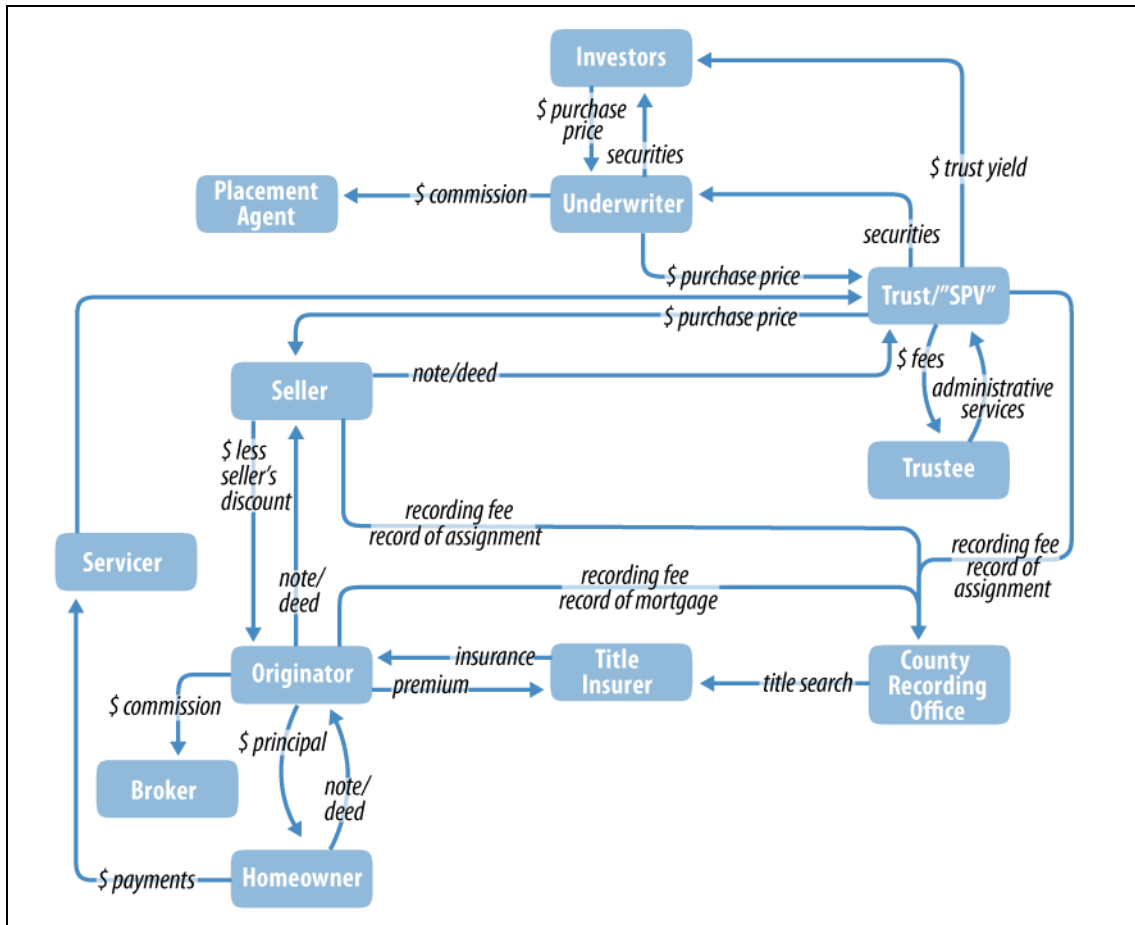 Investors
$ purchase
price
securities
$ trust yield
Placement
Agent
$ commission
Underwriter
securities
$ purchase price
Trust/"SPV"
$ purchase price
Seller
note/deed
$ fees
administrative
services
Trustee
$ less
seller's
discount
recording fee
record of assignment
Servicer
note/
deed
recording fee
record of mortgage
recording fee
record of
assignment
Originator
insurance
premium
Title
Insurer
title search
County
Recording
Office
$ commission
$ principal
Broker
note/
deed
$ payments
Homeowner